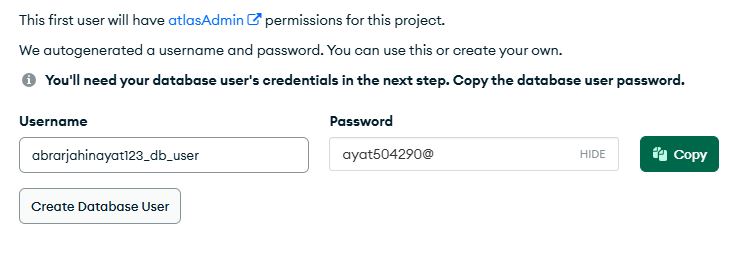 This first user will have atlasAdmin permissions for this project.
We autogenerated a username and password. You can use this or create your own.
You'll need your database user's credentials in the next step. Copy the database user password.
Username Password
abrarjahinayat123_db_user ayat504290@ HIDE Copy
Create Database User